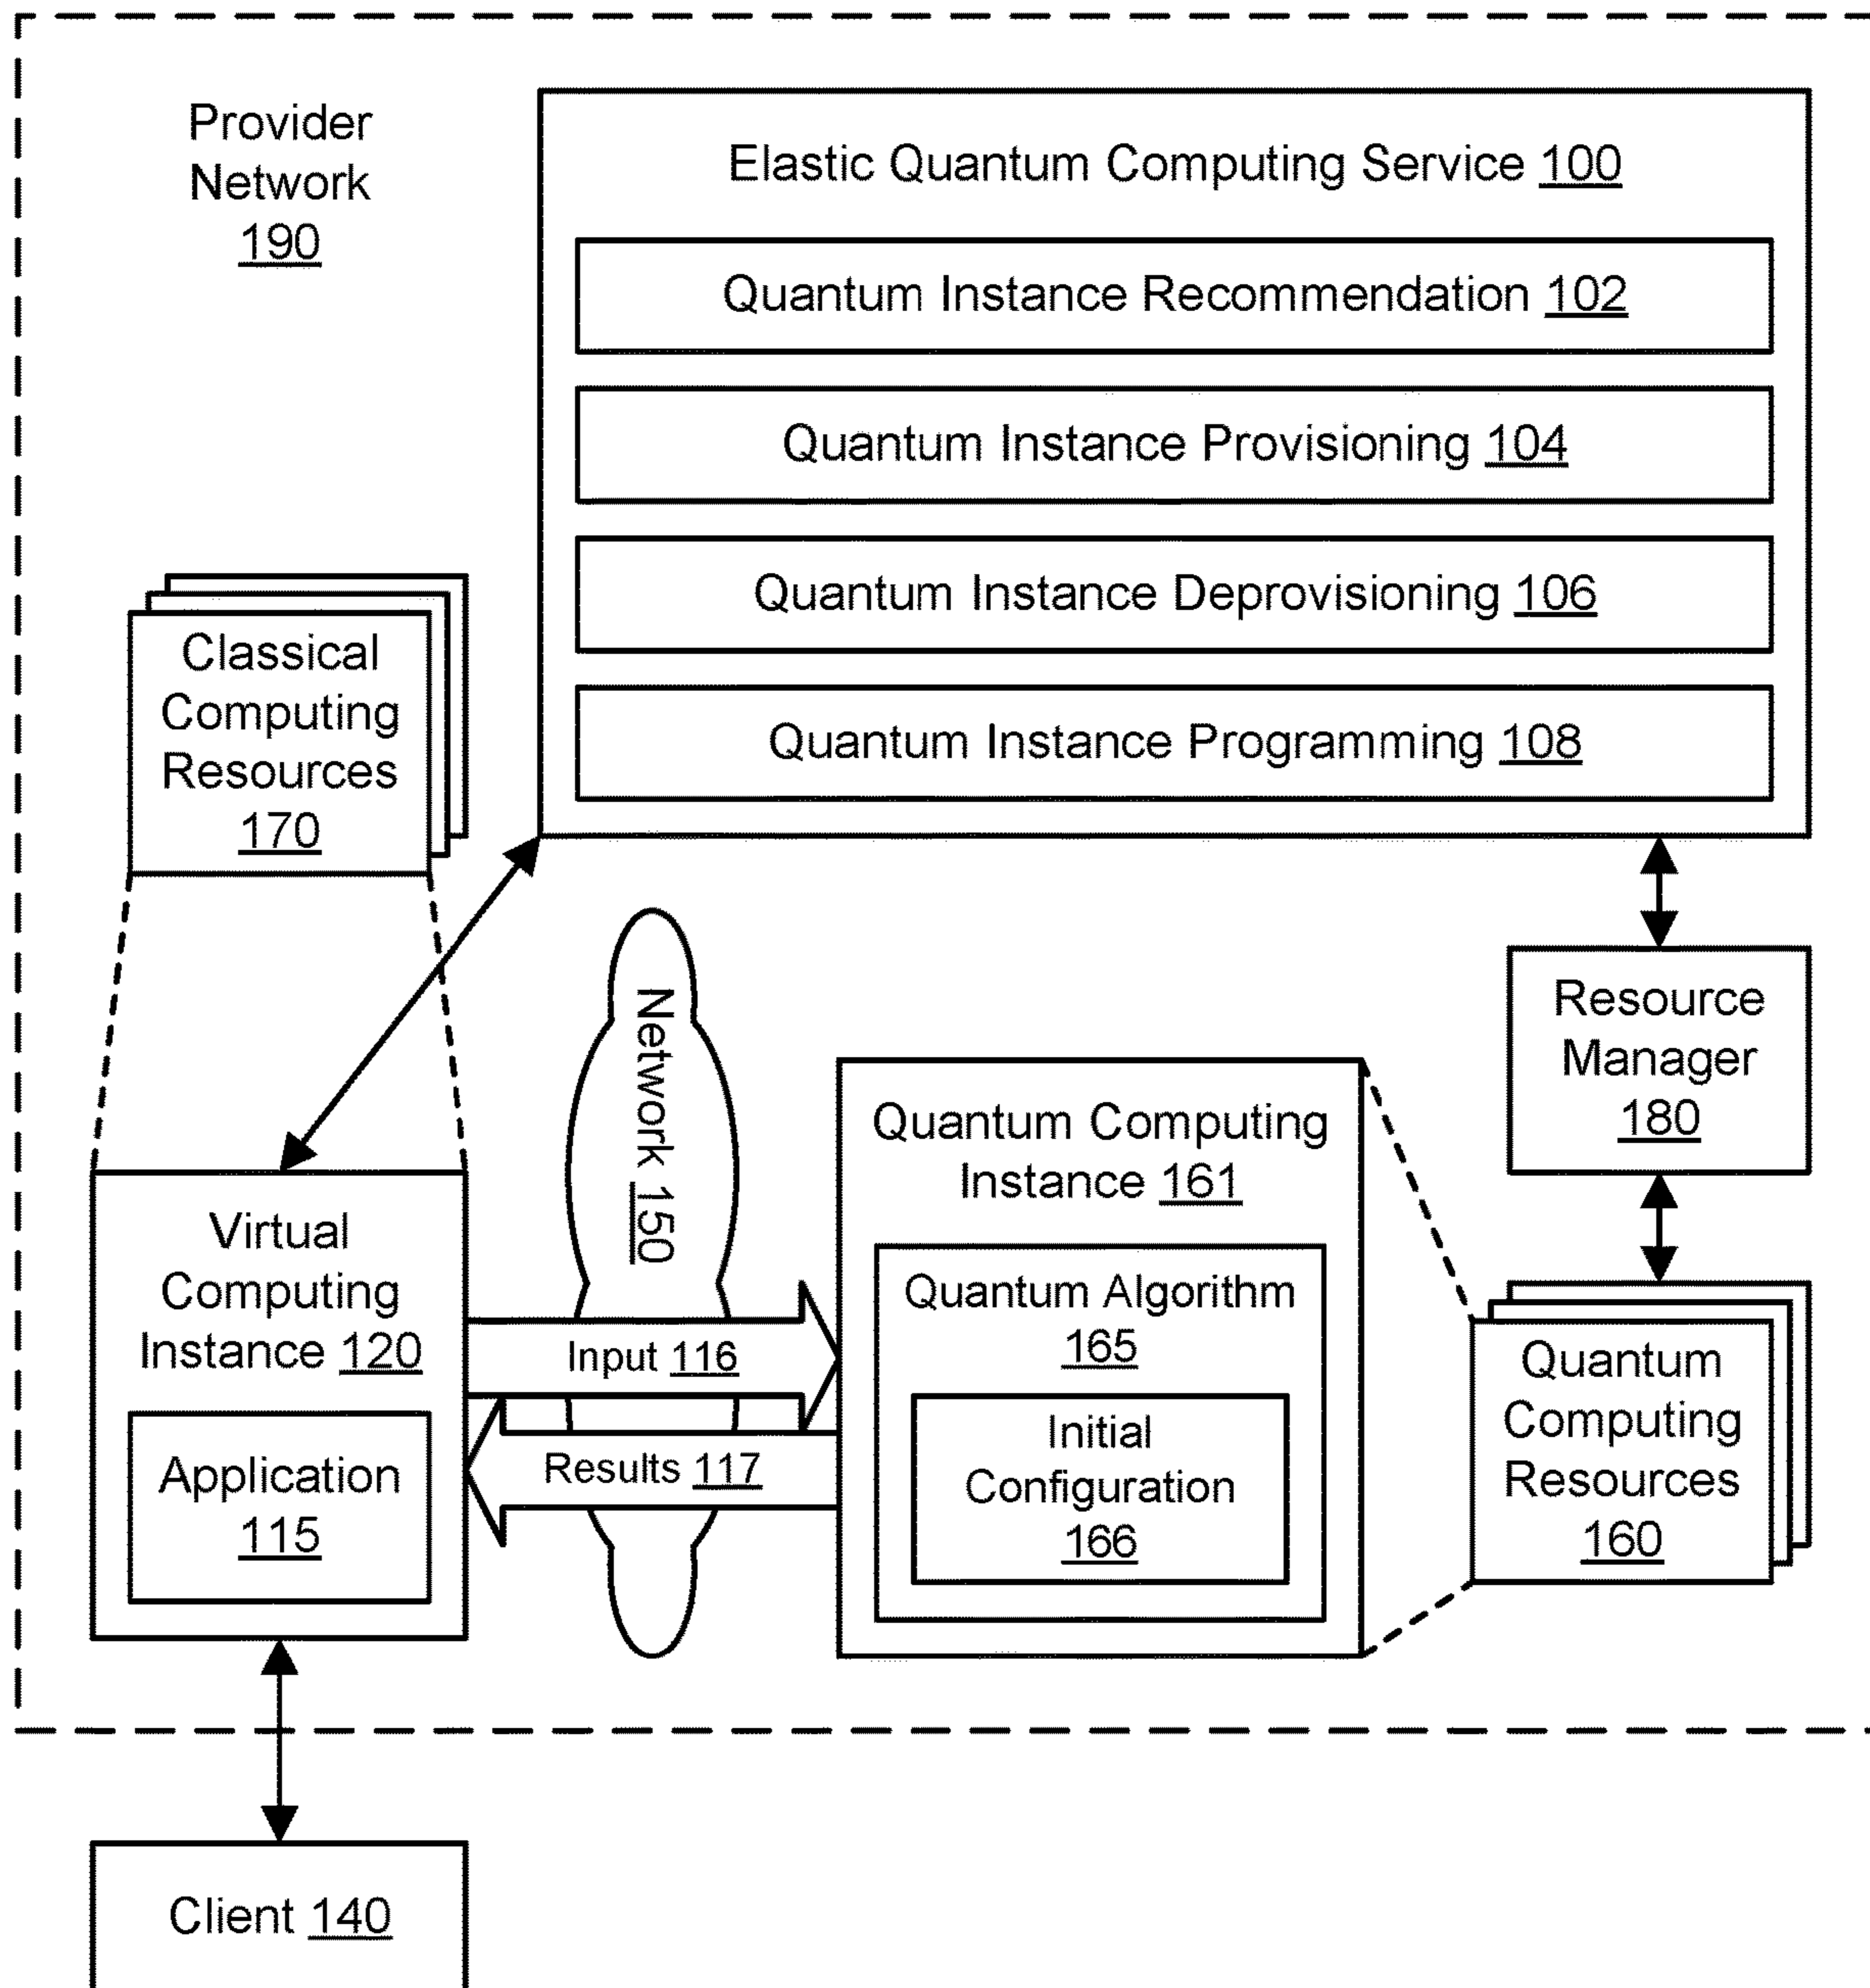 Provider
Network
190
Elastic Quantum Computing Service 100
Quantum Instance Recommendation 102
Quantum Instance Provisioning 104
Quantum Instance Deprovisioning 106
Quantum Instance Programming 108
Classical
Computing
Resources
170
Network 150
Resource
Manager
180
Virtual
Computing
Instance 120
Application
115
Input 116
Results 117
Quantum Computing
Instance 161
Quantum Algorithm
165
Initial
Configuration
166
Quantum
Computing
Resources
160
Client 140